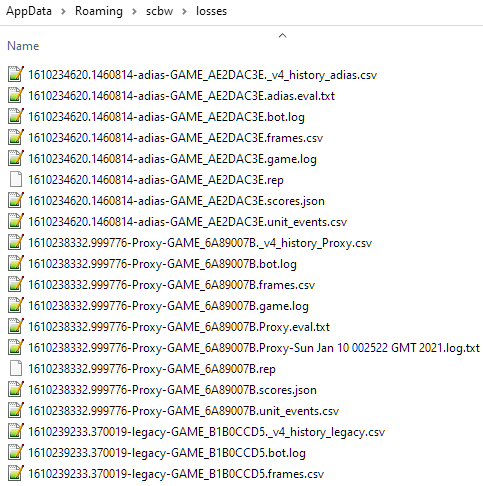 AppData > Roaming > scbw > losses
Name
1610234620.1460814-adias-GAME_AE2DAC3E._v4_history_adias.csv
1610234620.1460814-adias-GAME_AE2DAC3E.adias.eval.txt
1610234620.1460814-adias-GAME_AE2DAC3E.bot.log
1610234620.1460814-adias-GAME_AE2DAC3E.frames.csv
1610234620.1460814-adias-GAME_AE2DAC3E.game.log
1610234620.1460814-adias-GAME_AE2DAC3E.rep
1610234620.1460814-adias-GAME_AE2DAC3E.scores.json
1610234620.1460814-adias-GAME_AE2DAC3E.unit_events.csv
1610238332.999776-Proxy-GAME_6A89007B._v4_history_Proxy.csv
1610238332.999776-Proxy-GAME_6A89007B.bot.log
1610238332.999776-Proxy-GAME_6A89007B.frames.csv
1610238332.999776-Proxy-GAME_6A89007B.game.log
1610238332.999776-Proxy-GAME_6A89007B.Proxy.eval.txt
1610238332.999776-Proxy-GAME_6A89007B.Proxy-Sun Jan 10 002522 GMT 2021.log.txt
1610238332.999776-Proxy-GAME_6A89007B.rep
1610238332.999776-Proxy-GAME_6A89007B.scores.json
1610238332.999776-Proxy-GAME_6A89007B.unit_events.csv
1610239233.370019-legacy-GAME_B1B0CCD5._v4_history_legacy.csv
1610239233.370019-legacy-GAME_B1B0CCD5.bot.log
1610239233.370019-legacy-GAME_B1B0CCD5.frames.csv